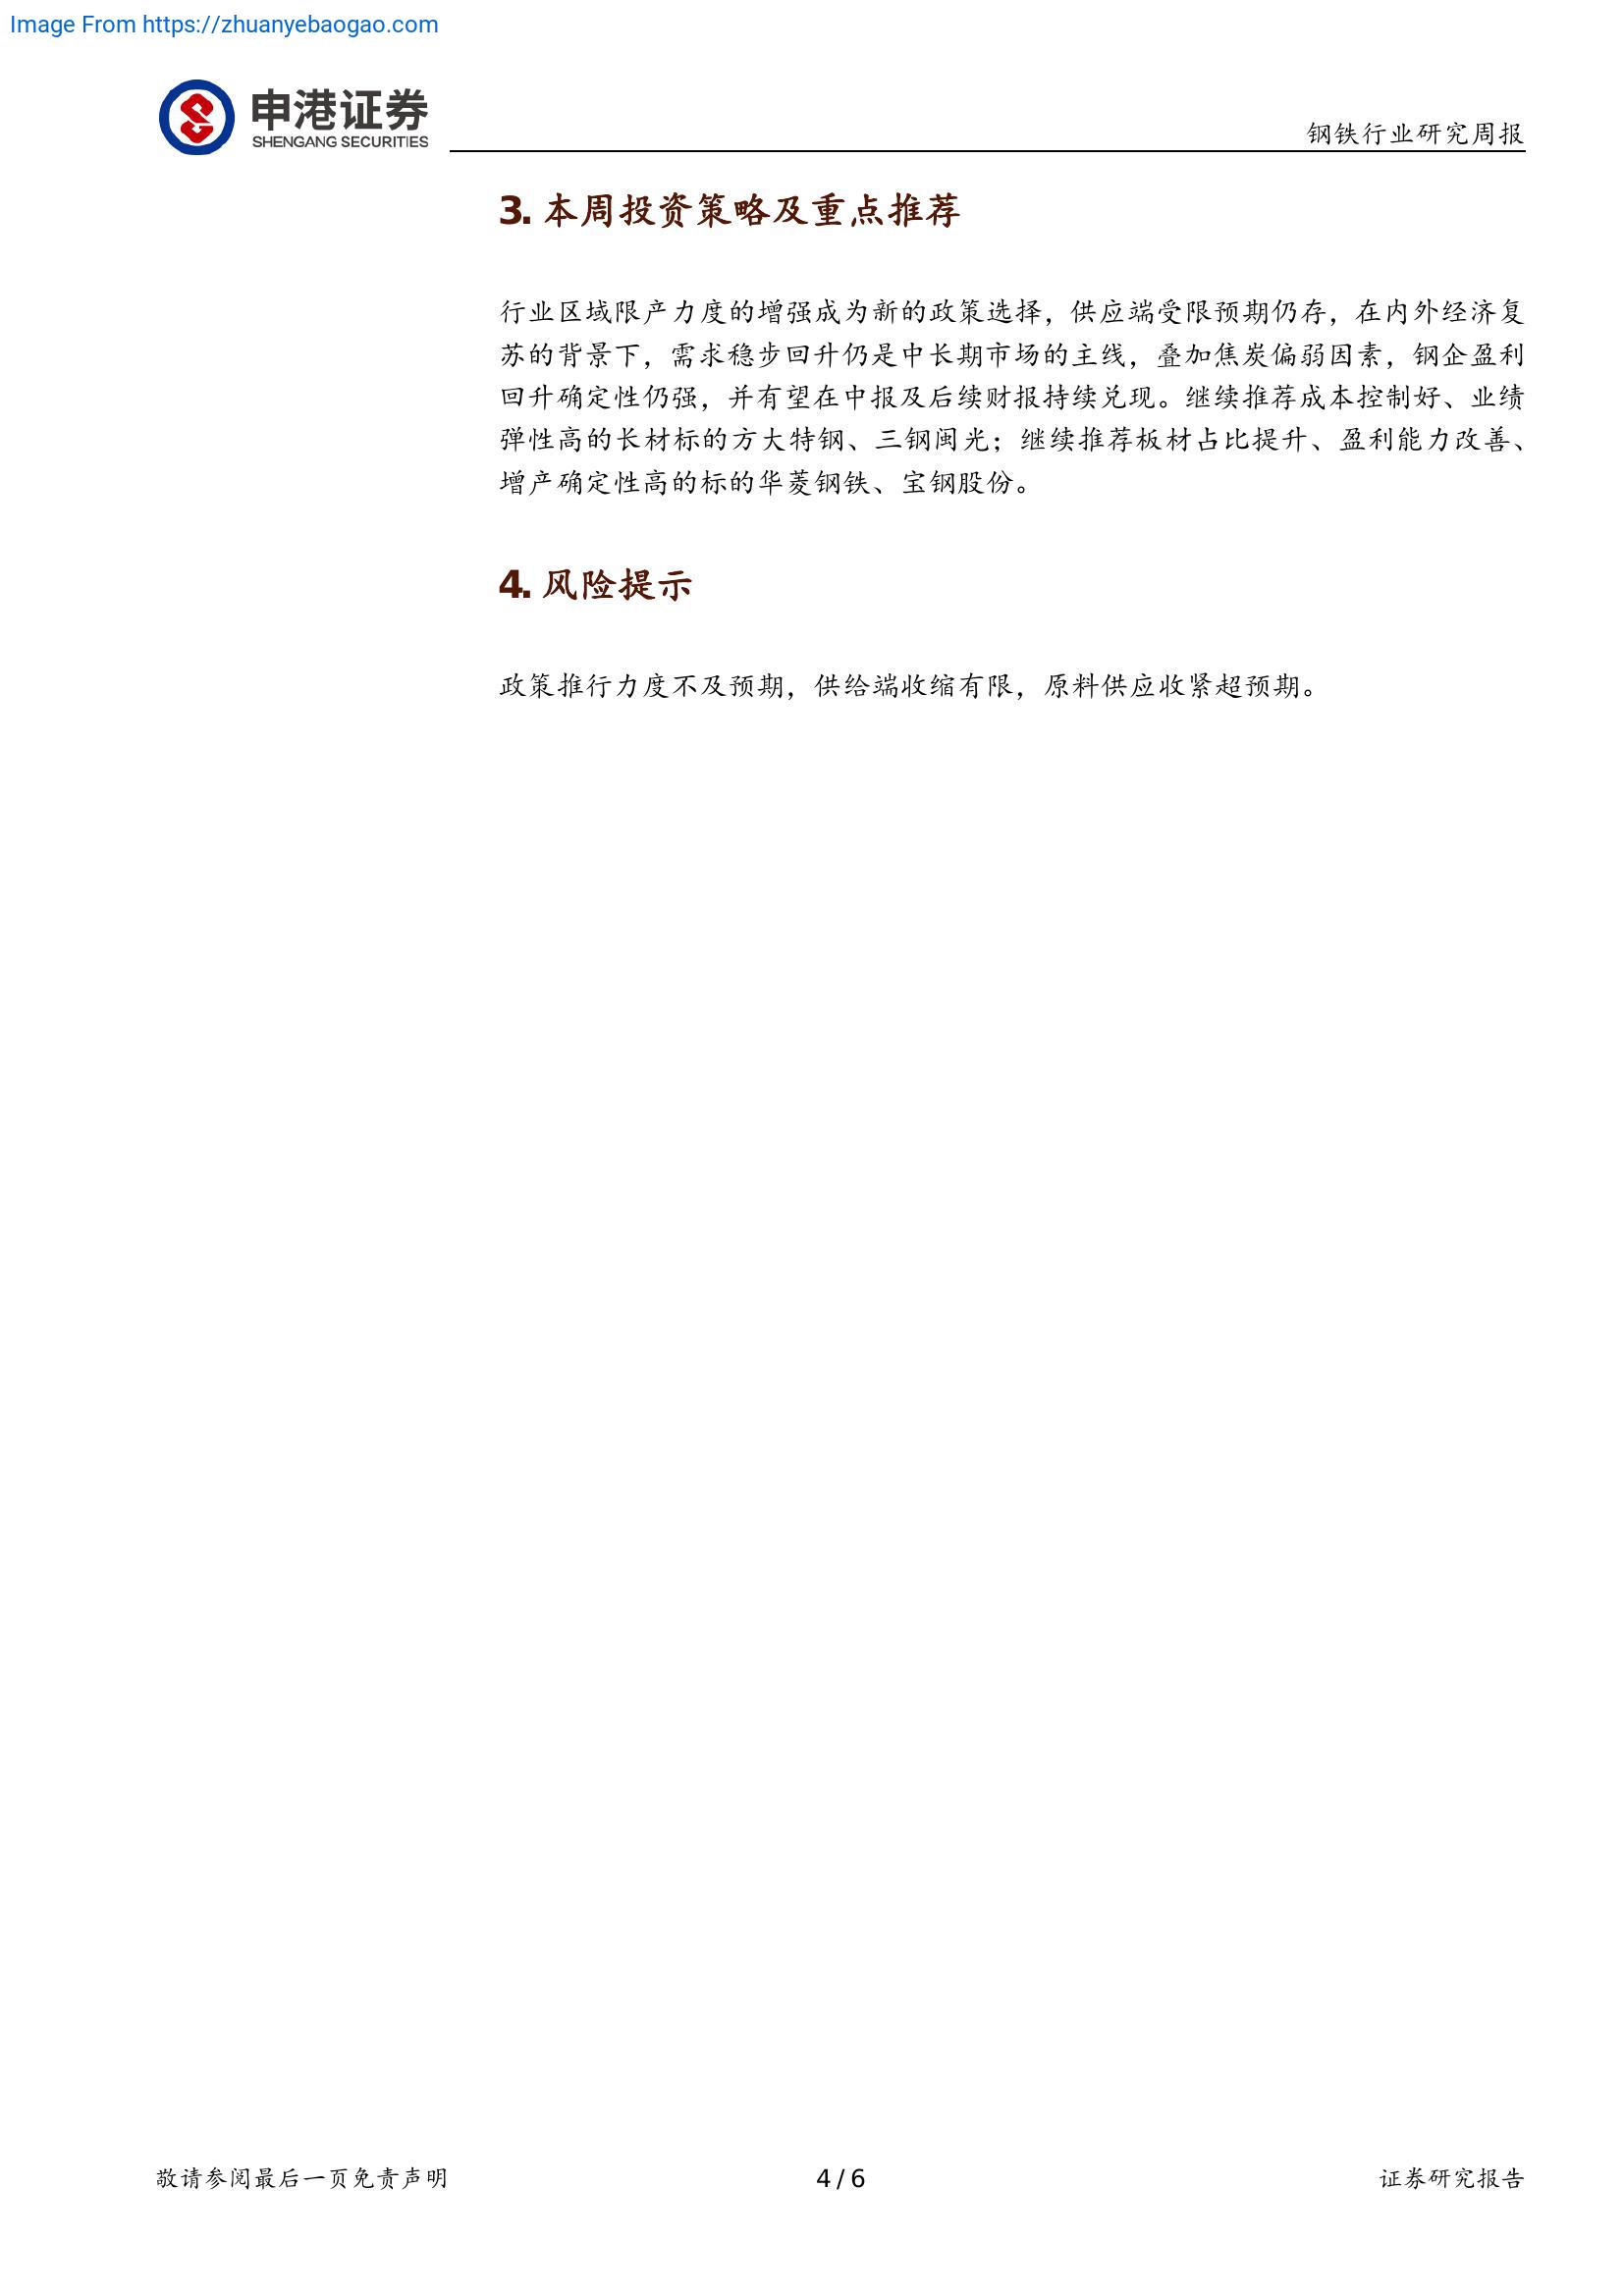 Image From https://zhuanyebaogao.com
申港证券
SHENGANG SECURITIES
钢铁行业研究周报
3. 本周投资策略及重点推荐
行业区域限产力度的增强成为新的政策选择，供应端受限预期仍存，在内外经济复
苏的背景下，需求稳步回升仍是中长期市场的主线，叠加焦炭偏弱因素，钢企盈利
回升确定性仍强，并有望在中报及后续财报持续兑现。继续推荐成本控制好、业绩
弹性高的长材标的方大特钢、三钢闽光；继续推荐板材占比提升、盈利能力改善、
增产确定性高的标的华菱钢铁、宝钢股份。
4. 风险提示
政策推行力度不及预期，供给端收缩有限，原料供应收紧超预期。
敬请参阅最后一页免责声明
4 / 6
证券研究报告